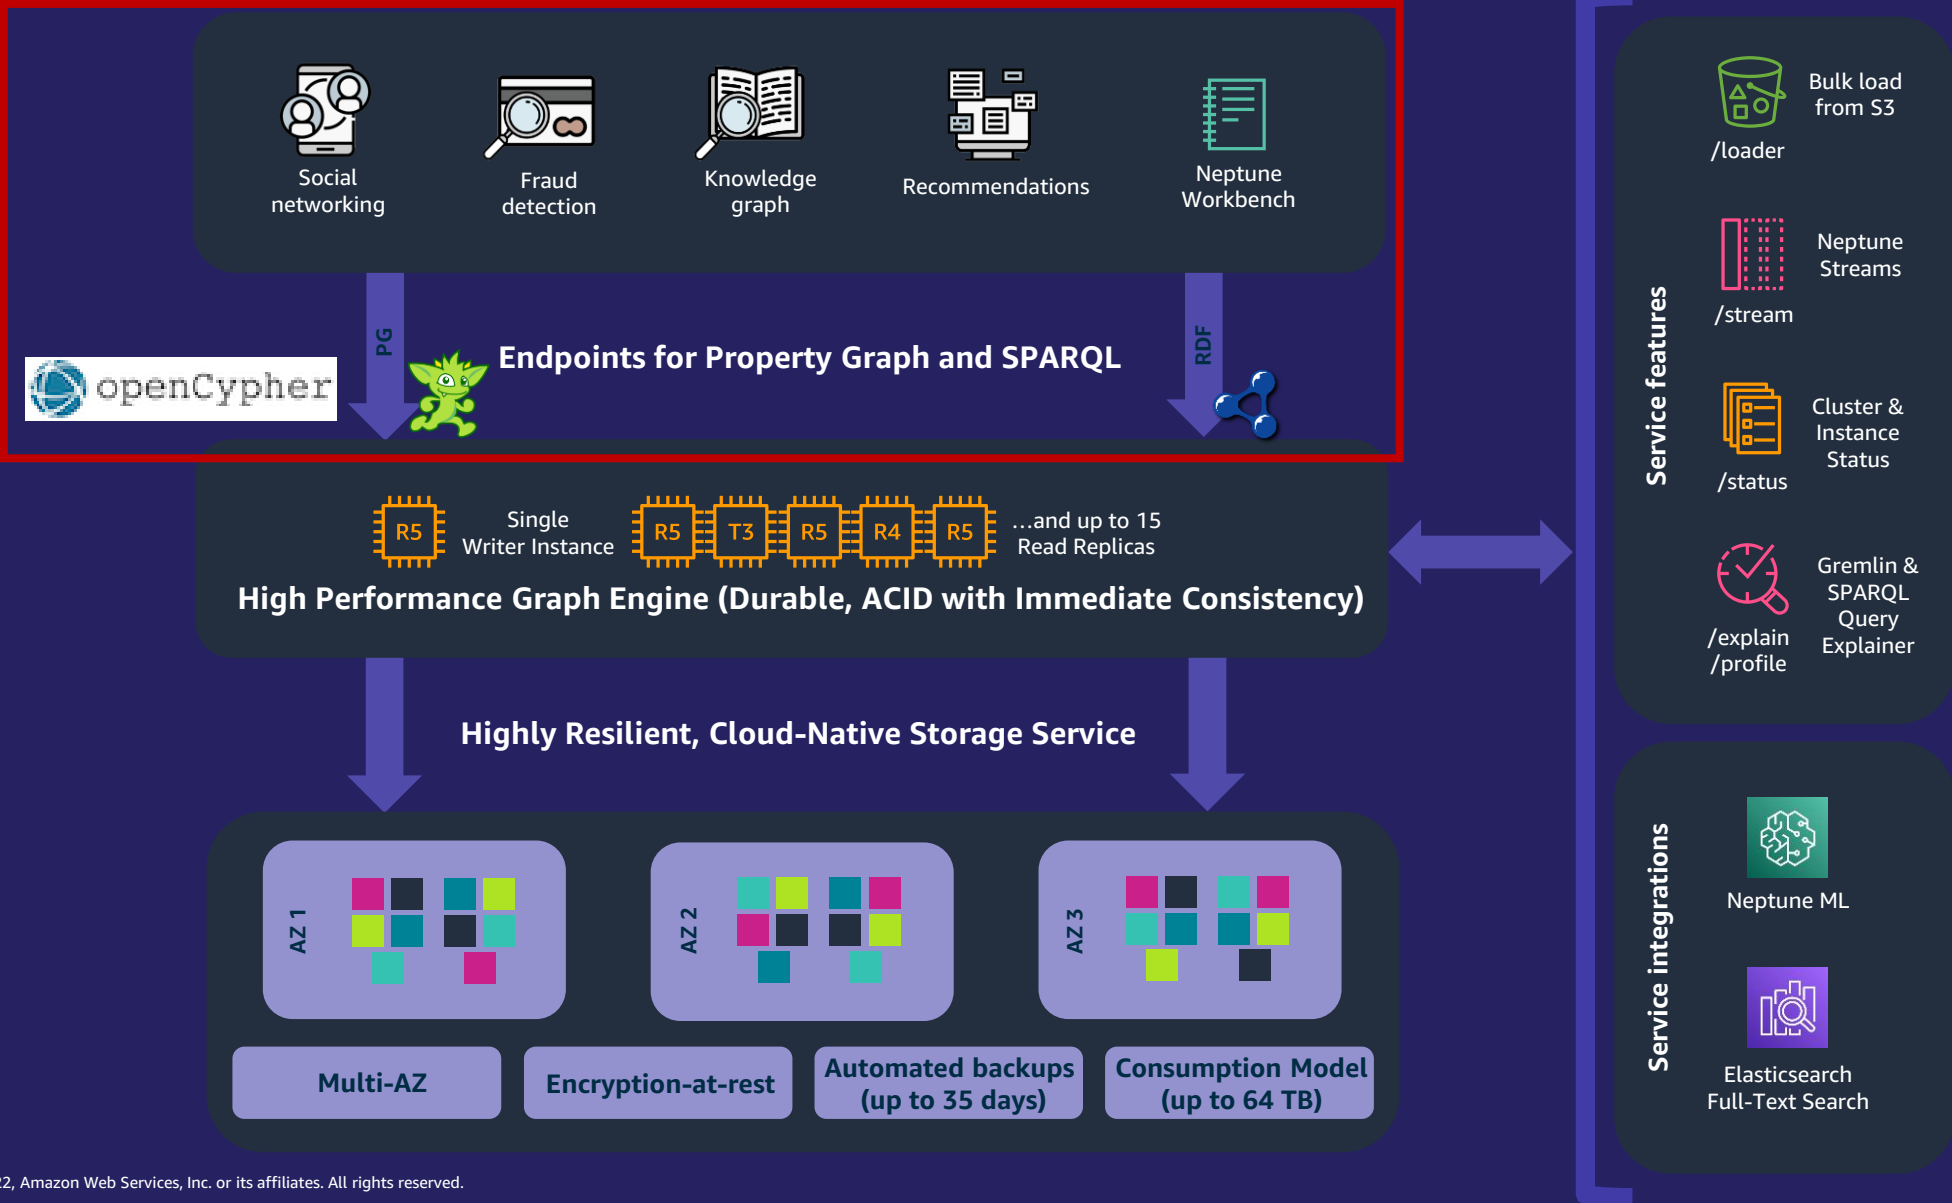 Social
networking
Fraud
detection
Knowledge
graph
Recommendations
Neptune
Workbench
PG
RDF
Endpoints for Property Graph and SPARQL
openCypher
R5
Single
Writer Instance
R5
T3
R5
R4
R5
...and up to 15
Read Replicas
High Performance Graph Engine (Durable, ACID with Immediate Consistency)
Highly Resilient, Cloud-Native Storage Service
AZ 1
AZ 2
AZ 3
Multi-AZ
Encryption-at-rest
Automated backups
(up to 35 days)
Consumption Model
(up to 64 TB)
Service features
Bulk load
from S3
/loader
Neptune
Streams
/stream
Cluster &
Instance
Status
/status
Gremlin &
SPARQL
Query
Explainer
/explain
/profile
Service integrations
Neptune ML
Elasticsearch
Full-Text Search
22, Amazon Web Services, Inc. or its affiliates. All rights reserved.